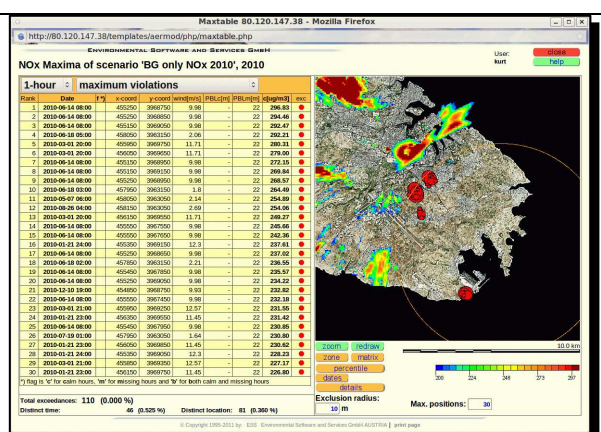 Maxtable 80.120.147.38 - Mozilla Firefox
http://80.120.147.38/templates/aermod/php/maxtable.php
ENVIRONMENTAL SOFTWARE AND SERVICES GMBH
User: kurt
close
help
NOx Maxima of scenario 'BG only NOx 2010', 2010
1-hour maximum violations
Rank Date f *) x-coord y-coord wind[m/s] PBLc[m] PBLm[m] c[ug/m3] exc
1 2010-06-14 08:00 455250 3968750 9.98 - 22 296.83
2 2010-06-14 08:00 455250 3968850 9.98 - 22 294.46
3 2010-06-14 08:00 455150 3969050 9.98 - 22 292.47
4 2010-06-18 05:00 458050 3963150 2.06 - 22 292.21
5 2010-03-01 20:00 455950 3969750 11.71 - 22 280.31
6 2010-03-01 20:00 456050 3969650 11.71 - 22 279.00
7 2010-06-14 08:00 455150 3968950 9.98 - 22 272.15
8 2010-06-14 08:00 455150 3969150 9.98 - 22 269.84
9 2010-06-14 08:00 455250 3968950 9.98 - 22 268.57
10 2010-06-18 03:00 457950 3963150 1.8 - 22 264.49
11 2010-05-07 06:00 458050 3963050 2.14 - 22 254.89
12 2010-08-26 04:00 458150 3963050 2.69 - 22 254.06
13 2010-03-01 20:00 456150 3969550 11.71 - 22 249.27
14 2010-06-14 08:00 455550 3967550 9.98 - 22 245.66
15 2010-06-14 08:00 455550 3967650 9.98 - 22 242.36
16 2010-01-21 24:00 455350 3969150 12.3 - 22 237.61
17 2010-06-14 08:00 455250 3968650 9.98 - 22 237.02
18 2010-06-18 02:00 457850 3963150 2.21 - 22 236.55
19 2010-06-14 08:00 455450 3967850 9.98 - 22 235.57
20 2010-06-14 08:00 455250 3969050 9.98 - 22 234.22
21 2010-12-10 19:00 454850 3968750 9.93 - 22 232.82
22 2010-06-14 08:00 455550 3967450 9.98 - 22 232.18
23 2010-03-01 21:00 455950 3969250 12.57 - 22 231.55
24 2010-01-21 23:00 456350 3969550 11.45 - 22 231.42
25 2010-06-14 08:00 455450 3967950 9.98 - 22 230.85
26 2010-07-19 01:00 457950 3963050 1.64 - 22 230.80
27 2010-01-21 23:00 456050 3969850 11.45 - 22 230.62
28 2010-01-21 24:00 455350 3969050 12.3 - 22 228.23
29 2010-03-01 21:00 455850 3969350 12.57 - 22 227.17
30 2010-01-21 23:00 456150 3969750 11.45 - 22 226.80
*) flag is 'c' for calm hours, 'm' for missing hours and 'b' for both calm and missing hours
Total exceedances: 110 (0.000 %)
Distinct time: 46 (0.525 %) Distinct location: 81 (0.360 %)
zoom redraw
zone matrix
percentile
dates
details
10.0 km
200 224 248 273 297
Exclusion radius:
10 m
Max. positions: 30
© Copyright 1995-2011 by: ESS Environmental Software and Services GmbH AUSTRIA | print page